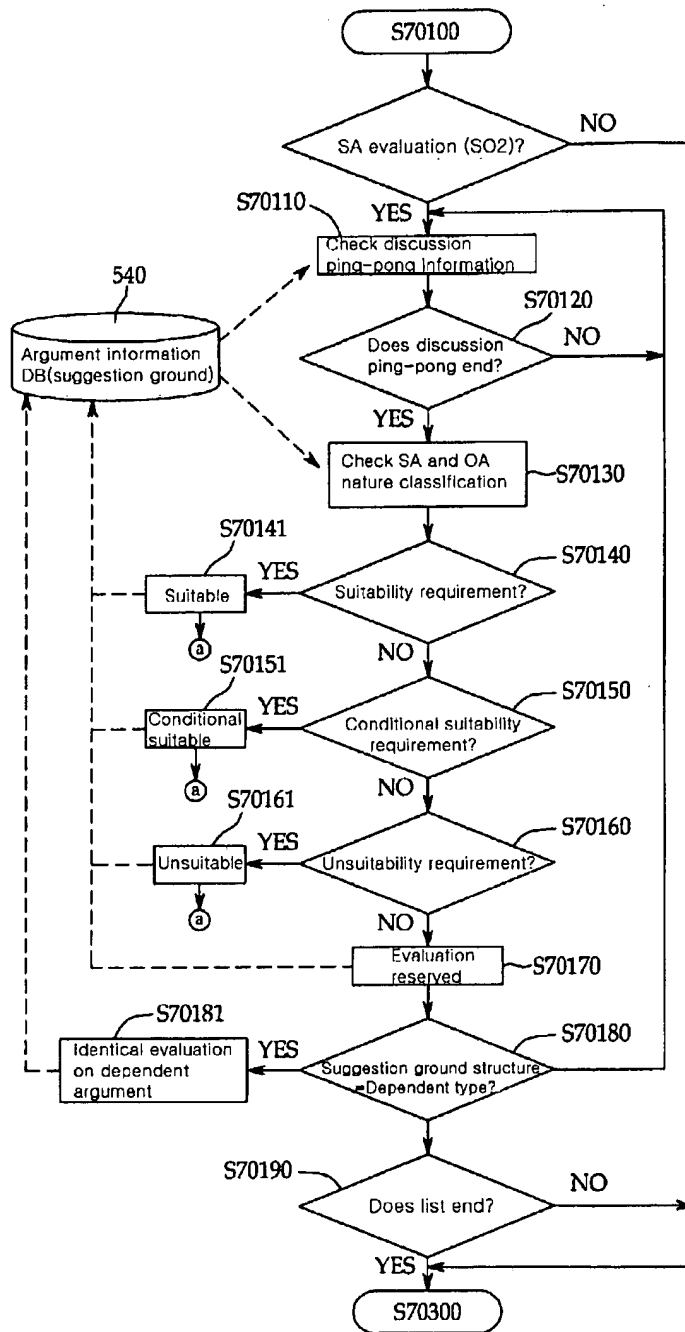 S70100
SA evaluation (SO2)?
NO
YES
S70110
Check discussion
ping-pong information
540
Argument information
DB(suggestion ground)
S70120
Does discussion
ping-pong end?
NO
YES
Check SA and OA
nature classification
S70130
S70141
Suitable
YES
S70140
Suitability requirement?
a
NO
S70151
Conditional
suitable
YES
S70150
Conditional suitability
requirement?
a
NO
S70161
Unsuitable
YES
S70160
Unsuitability requirement?
a
NO
Evaluation
reserved
S70170
S70181
Identical evaluation
on dependent
argument
YES
S70180
Suggestion ground structure
=Dependent type?
S70190
Does list end?
NO
YES
S70300